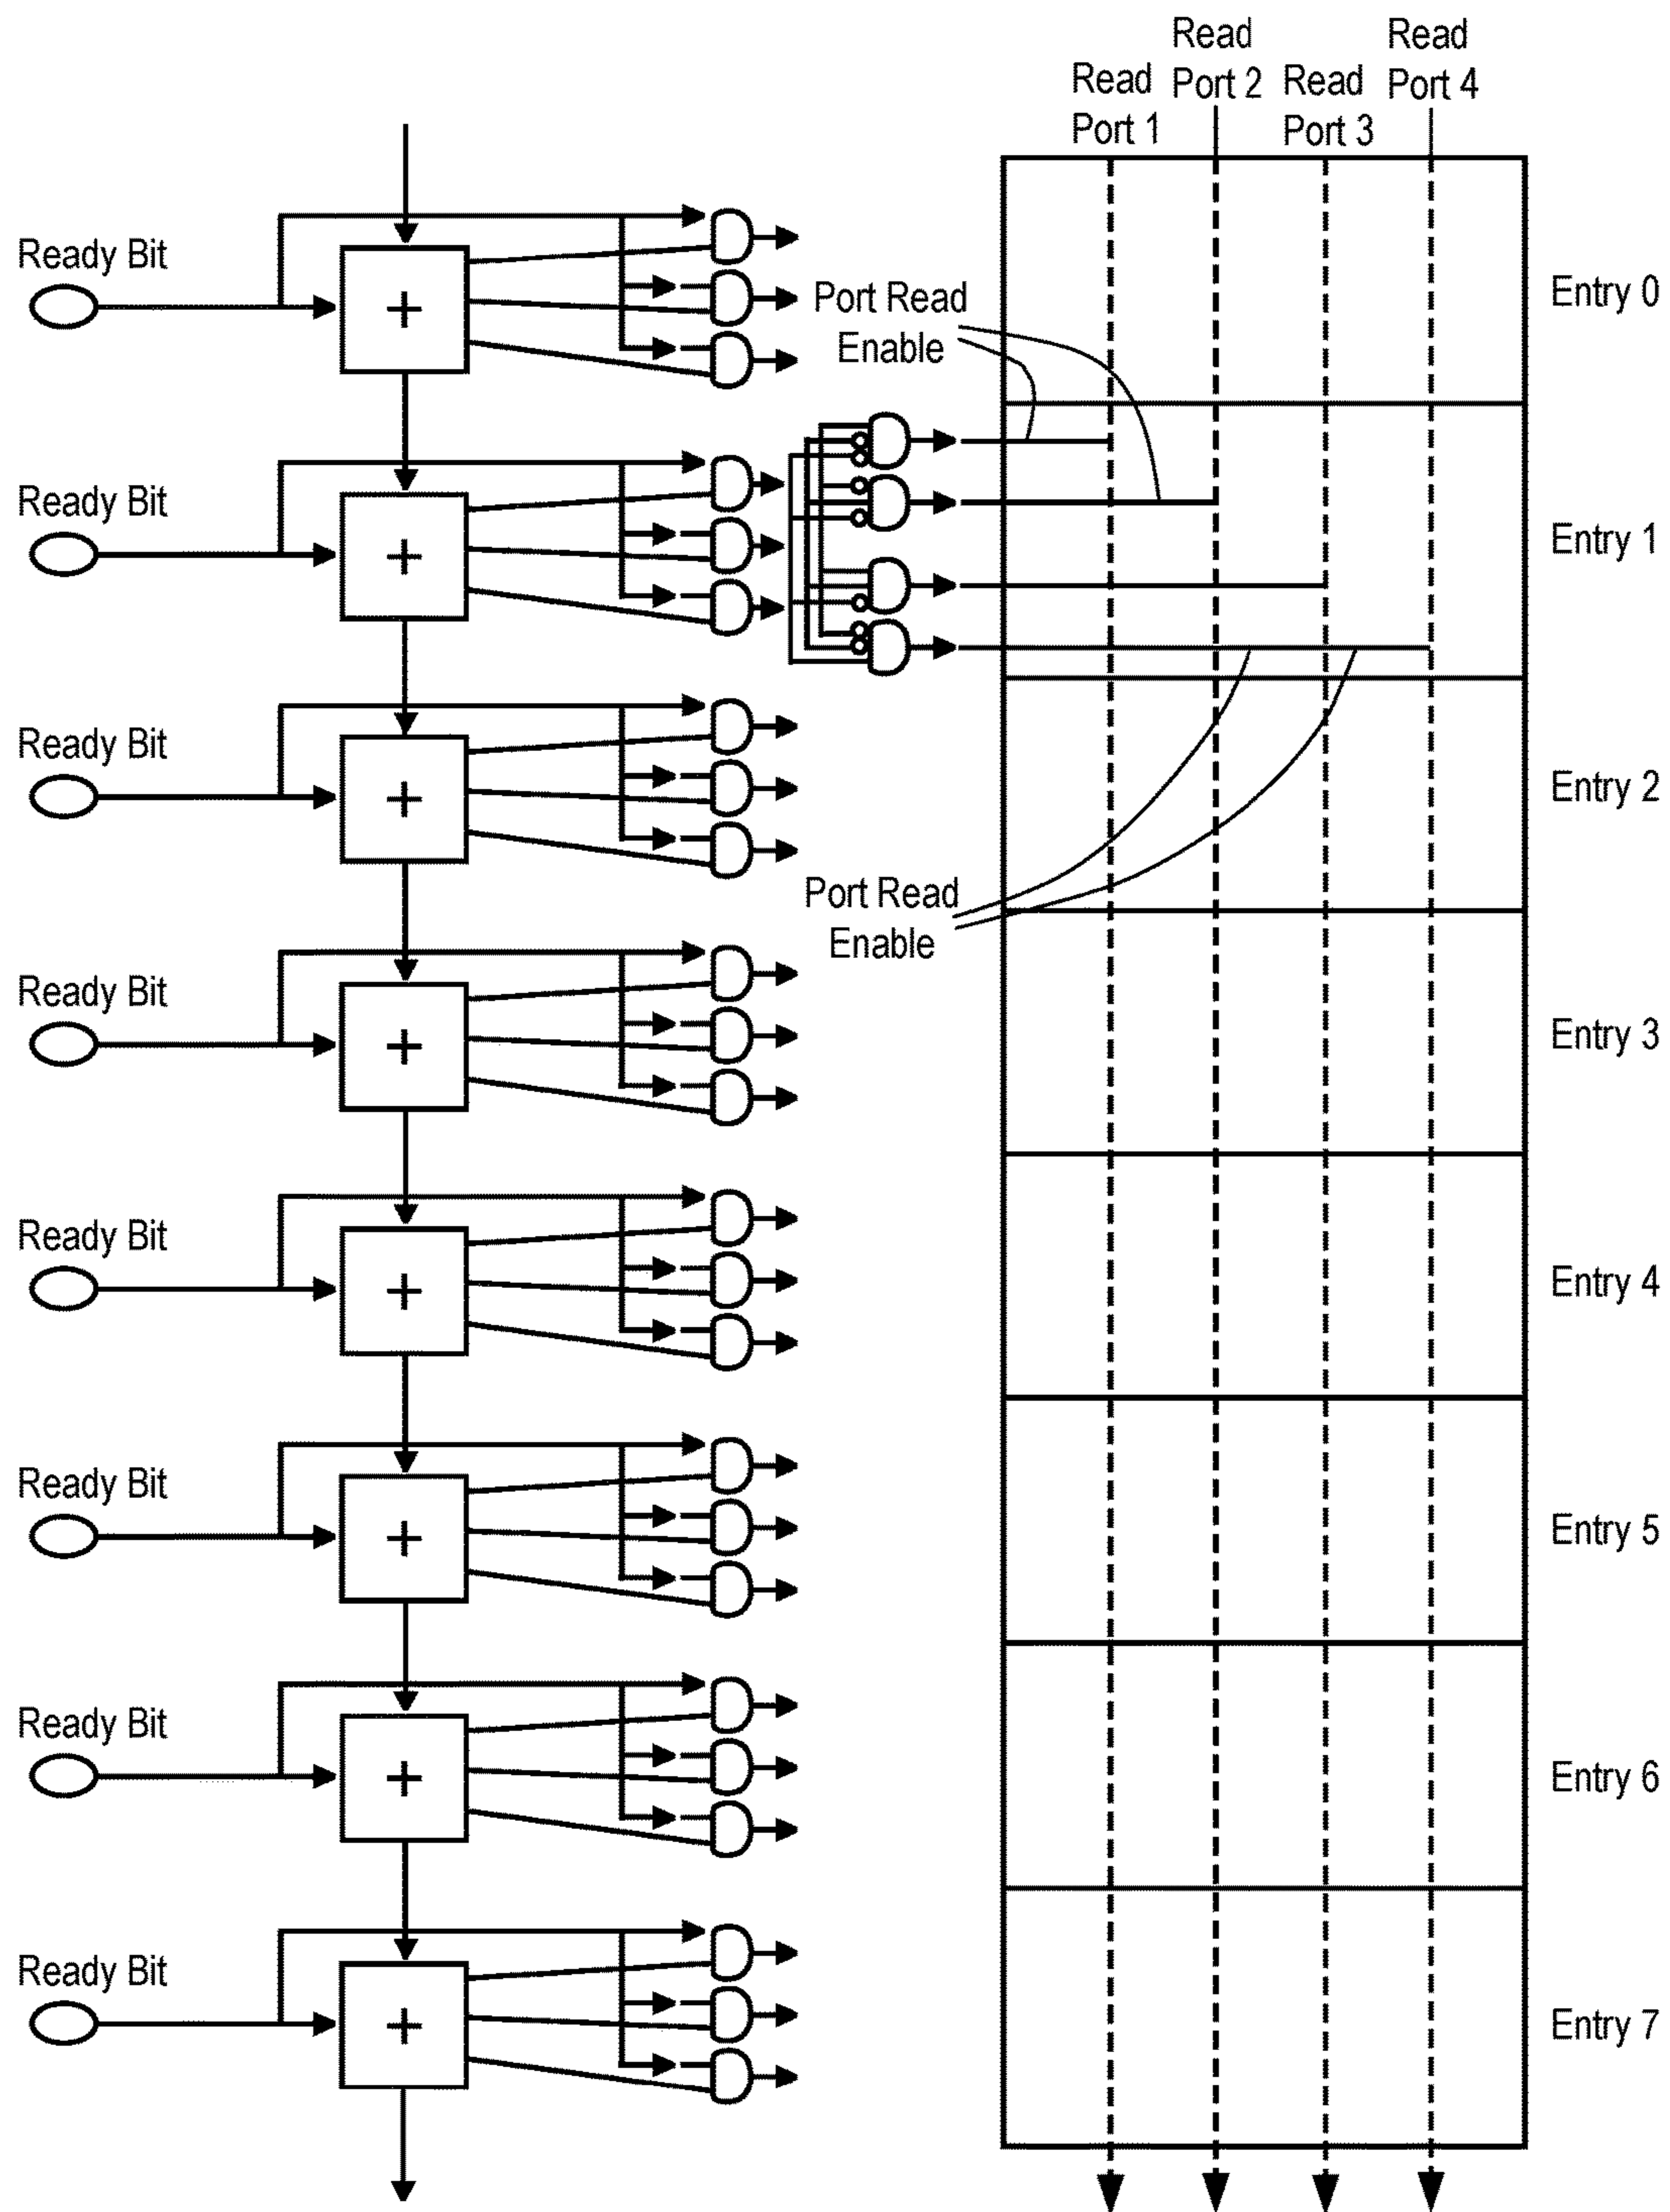 Read
Port 1
Read
Port 2
Read
Port 3
Read
Port 4
Ready Bit
+
Port Read
Enable
Entry 0
Ready Bit
+
Entry 1
Ready Bit
+
Entry 2
Port Read
Enable
Ready Bit
+
Entry 3
Ready Bit
+
Entry 4
Ready Bit
+
Entry 5
Ready Bit
+
Entry 6
Ready Bit
+
Entry 7